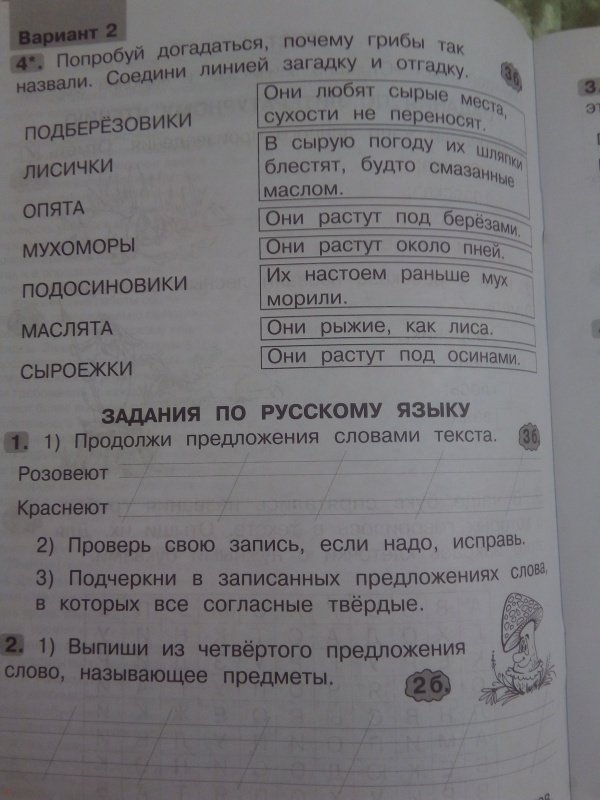 Вариант 2
4*. Попробуй догадаться, почему грибы так
назвали. Соедини линией загадку и отгадку.
3б.
ПОДБЕРЁЗОВИКИ
ЛИСИЧКИ
ОПЯТА
МУХОМОРЫ
ПОДОСИНОВИКИ
МАСЛЯТА
СЫРОЕЖКИ
Они любят сырые места,
сухости не переносят.
В сырую погоду их шляпки
блестят, будто смазанные
маслом.
Они растут под берёзами.
Они растут около пней.
Их настоем раньше мух
морили.
Они рыжие, как лиса.
Они растут под осинами.
ЗАДАНИЯ ПО РУССКОМУ ЯЗЫКУ
1. 1) Продолжи предложения словами текста. 3б.
Розовеют
Краснеют
2) Проверь свою запись, если надо, исправь.
3) Подчеркни в записанных предложениях слова,
в которых все согласные твёрдые.
2. 1) Выпиши из четвёртого предложения
слово, называющее предметы. 2б.
3.